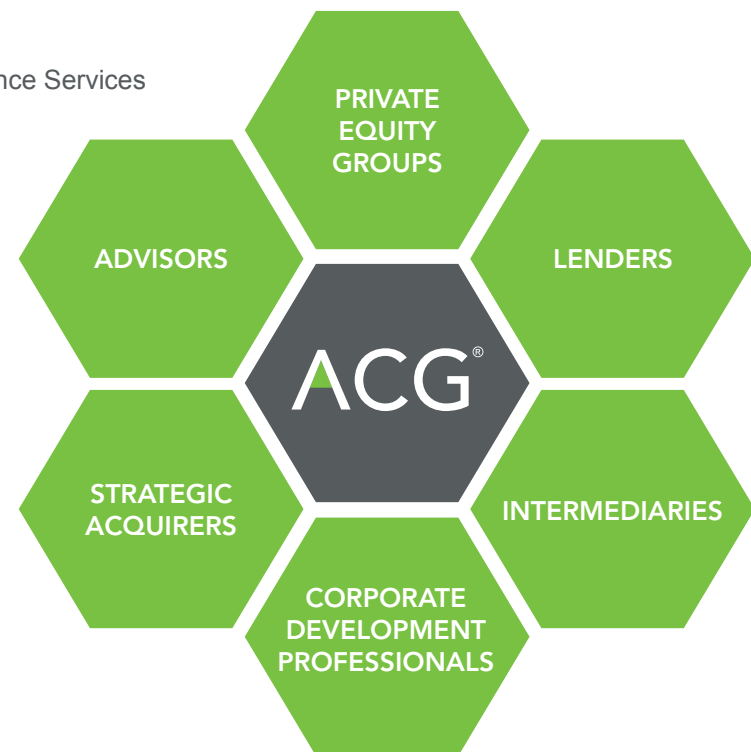 nce Services
PRIVATE
EQUITY
GROUPS
ADVISORS
LENDERS
ACG®
STRATEGIC
ACQUIRERS
INTERMEDIARIES
CORPORATE
DEVELOPMENT
PROFESSIONALS